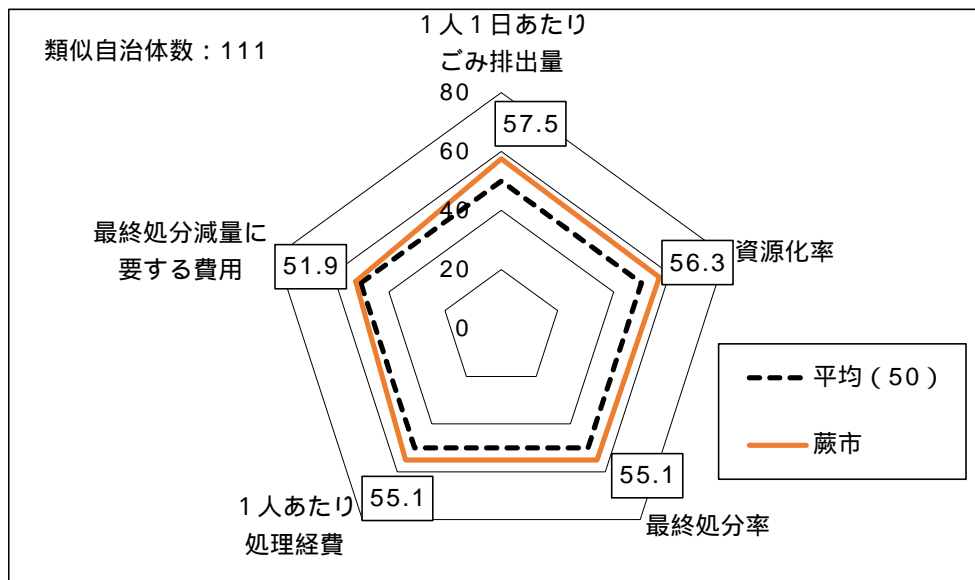 類似自治体数：111
１人１日あたり
ごみ排出量
80
57.5
60
40
20
0
最終処分減量に
要する費用
51.9
56.3
資源化率
平均（50）
蕨市
１人あたり
処理経費
55.1
55.1
最終処分率